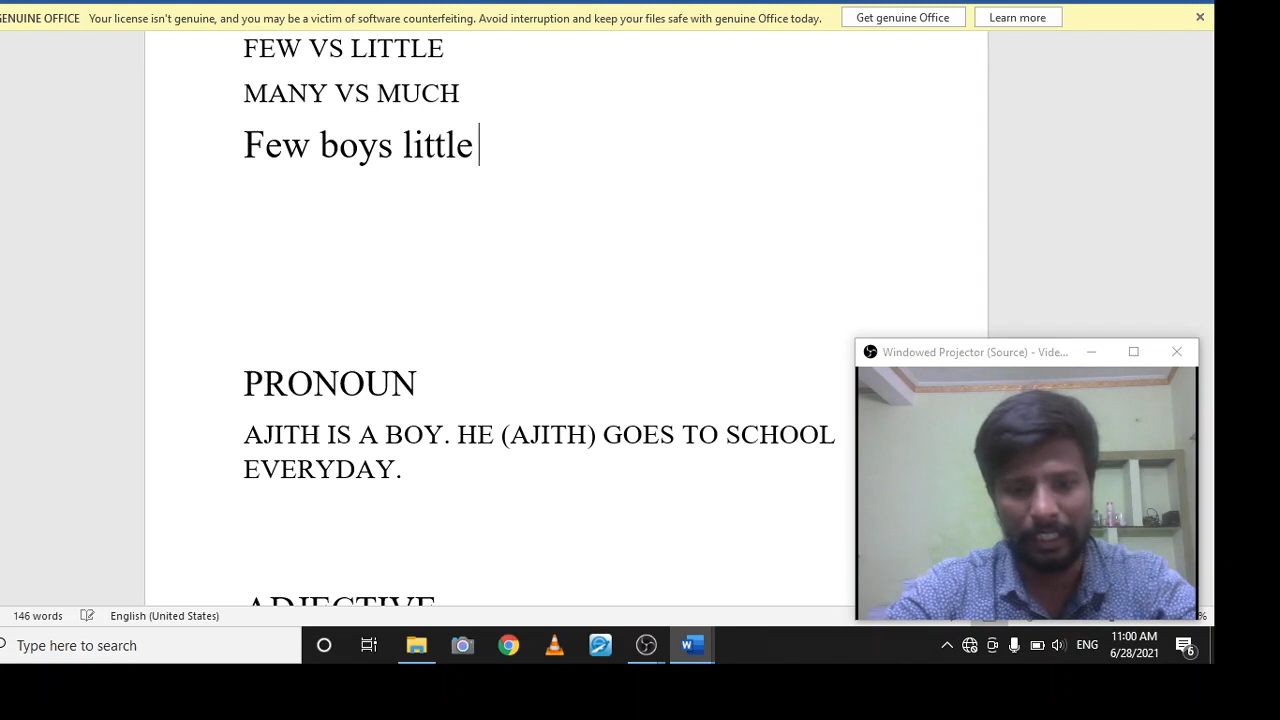 GENUINE OFFICE Your license isn't genuine, and you may be a victim of software counterfeiting. Avoid interruption and keep your files safe with genuine Office today. Get genuine Office Learn more
FEW VS LITTLE
MANY VS MUCH
Few boys little
Windowed Projector (Source) - Vide...
PRONOUN
AJITH IS A BOY. HE (AJITH) GOES TO SCHOOL
EVERYDAY.
ADJECTIVE
146 words English (United States) %
Type here to search
ENG
11:00 AM
6/28/2021
6